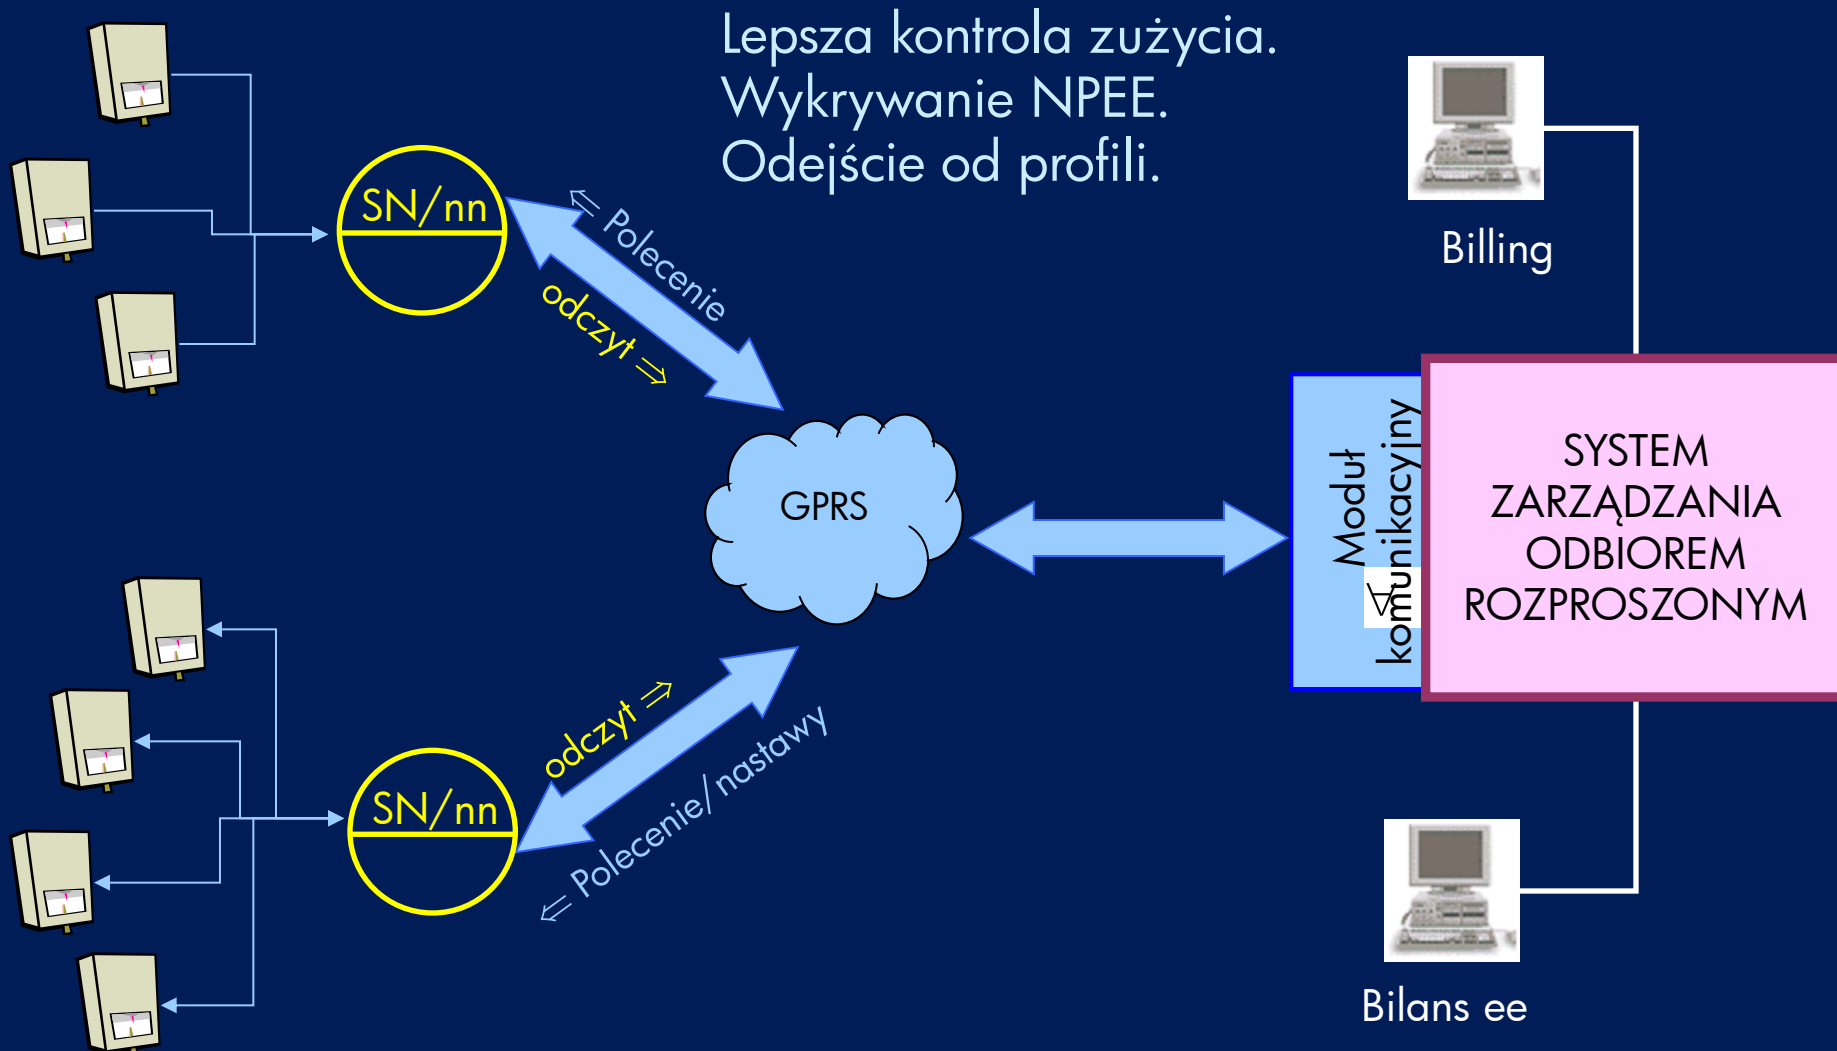 Lepsza kontrola zużycia.
Wykrywanie NPEE.
Odejście od profili.
SN/nn
⇐ Polecenie
odczyt ⇒
Billing
GPRS
Moduł
komunikacyjny
A
SYSTEM
ZARZĄDZANIA
ODBIOREM
ROZPROSZONYM
odczyt ⇒
⇐ Polecenie/nastawy
SN/nn
Bilans ee